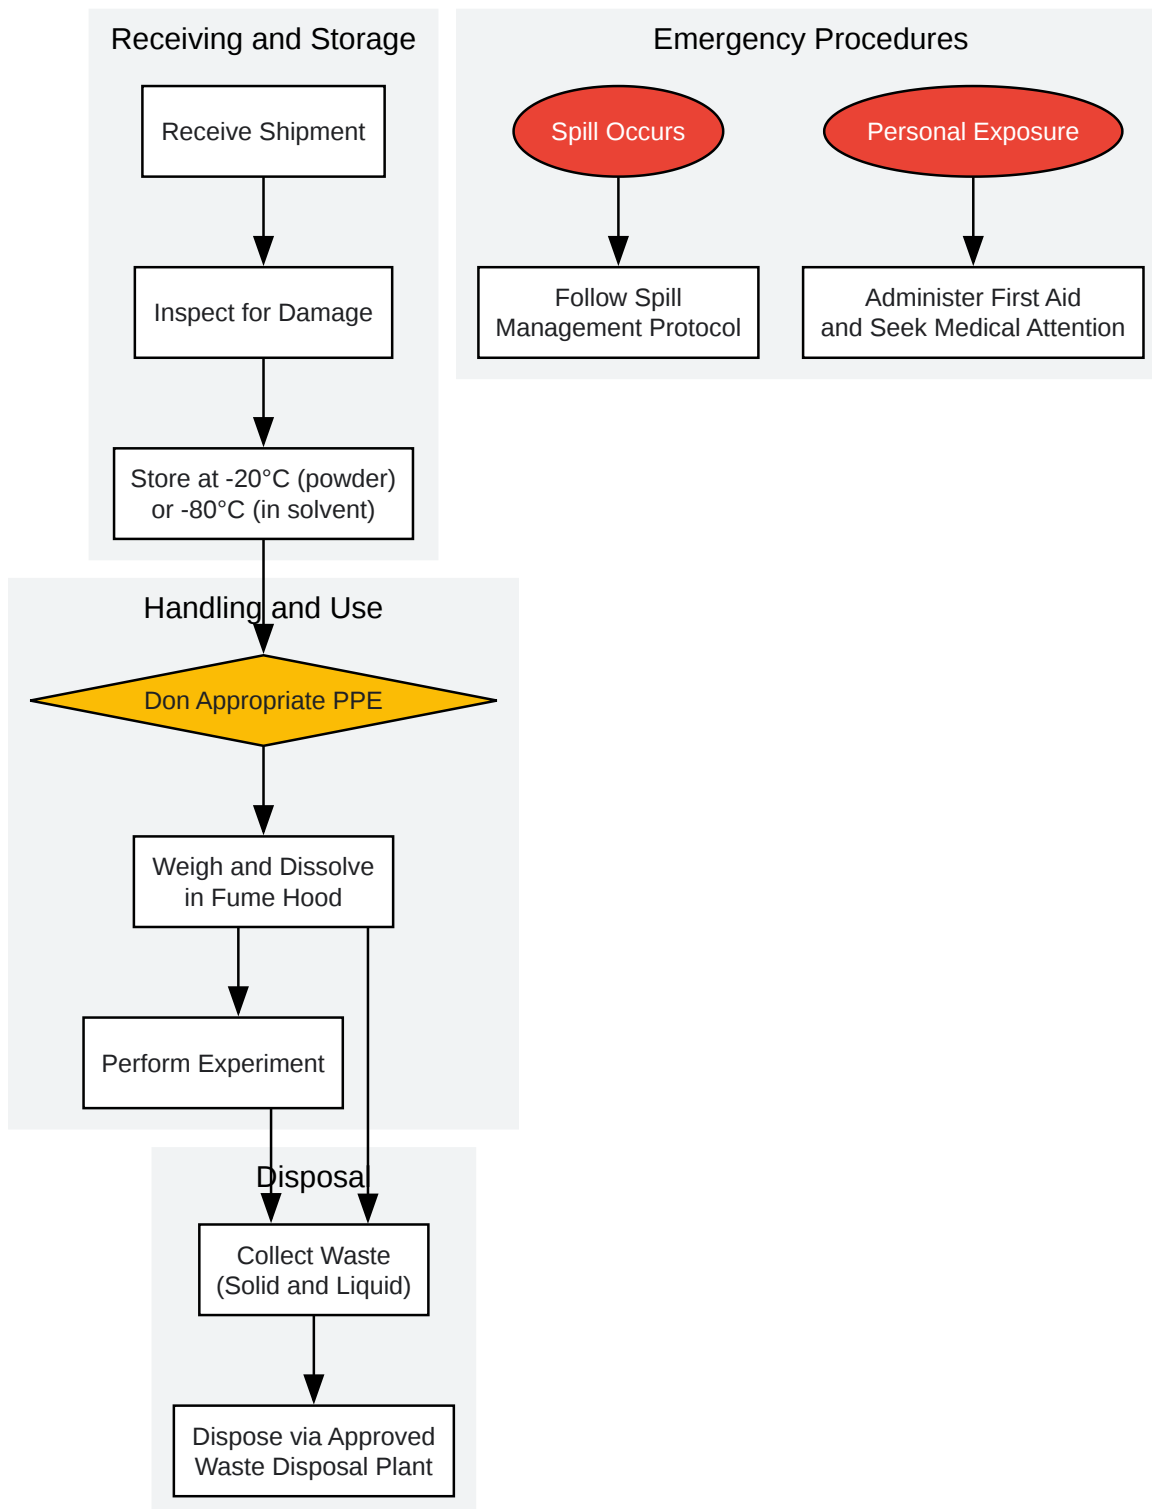 Receiving and Storage
Receive Shipment
Inspect for Damage
Store at -20°C (powder)
or -80°C (in solvent)
Emergency Procedures
Spill Occurs
Personal Exposure
Follow Spill
Management Protocol
Administer First Aid
and Seek Medical Attention
Handling and Use
Don Appropriate PPE
Weigh and Dissolve
in Fume Hood
Perform Experiment
Disposal
Collect Waste
(Solid and Liquid)
Dispose via Approved
Waste Disposal Plant